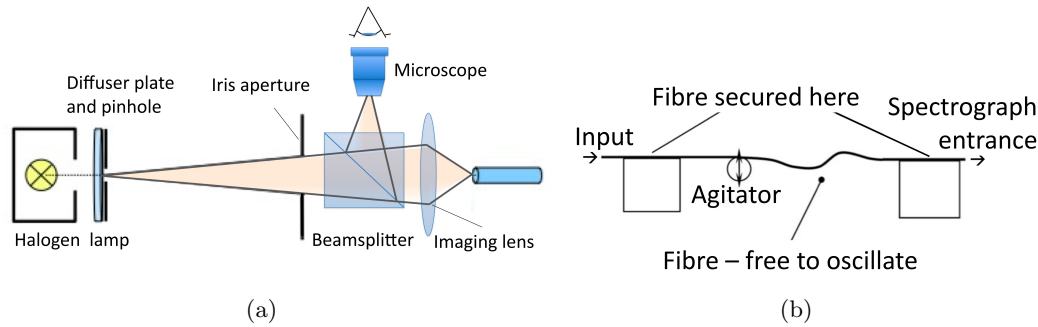 Diffuser plate
and pinhole
Iris aperture
Microscope
Halogen lamp
Beamsplitter
Imaging lens
(a)
Fibre secured here
Input
Spectrograph
entrance
Agitator
Fibre – free to oscillate
(b)